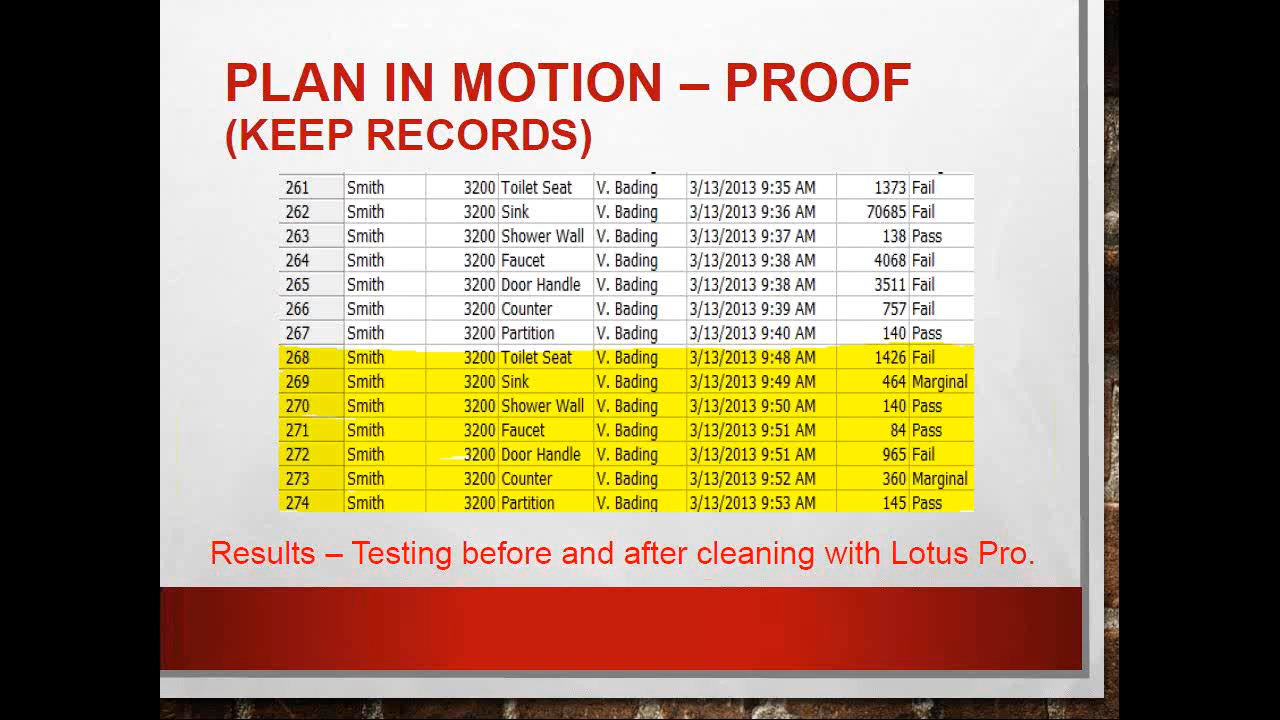 PLAN IN MOTION – PROOF
(KEEP RECORDS)
261 Smith 3200 Toilet Seat V. Bading 3/13/2013 9:35 AM 1373 Fail
262 Smith 3200 Sink V. Bading 3/13/2013 9:36 AM 70685 Fail
263 Smith 3200 Shower Wall V. Bading 3/13/2013 9:37 AM 138 Pass
264 Smith 3200 Faucet V. Bading 3/13/2013 9:38 AM 4068 Fail
265 Smith 3200 Door Handle V. Bading 3/13/2013 9:38 AM 3511 Fail
266 Smith 3200 Counter V. Bading 3/13/2013 9:39 AM 757 Fail
267 Smith 3200 Partition V. Bading 3/13/2013 9:40 AM 140 Pass
268 Smith 3200 Toilet Seat V. Bading 3/13/2013 9:48 AM 1426 Fail
269 Smith 3200 Sink V. Bading 3/13/2013 9:49 AM 464 Marginal
270 Smith 3200 Shower Wall V. Bading 3/13/2013 9:50 AM 140 Pass
271 Smith 3200 Faucet V. Bading 3/13/2013 9:51 AM 84 Pass
272 Smith 3200 Door Handle V. Bading 3/13/2013 9:51 AM 965 Fail
273 Smith 3200 Counter V. Bading 3/13/2013 9:52 AM 360 Marginal
274 Smith 3200 Partition V. Bading 3/13/2013 9:53 AM 145 Pass
Results – Testing before and after cleaning with Lotus Pro.